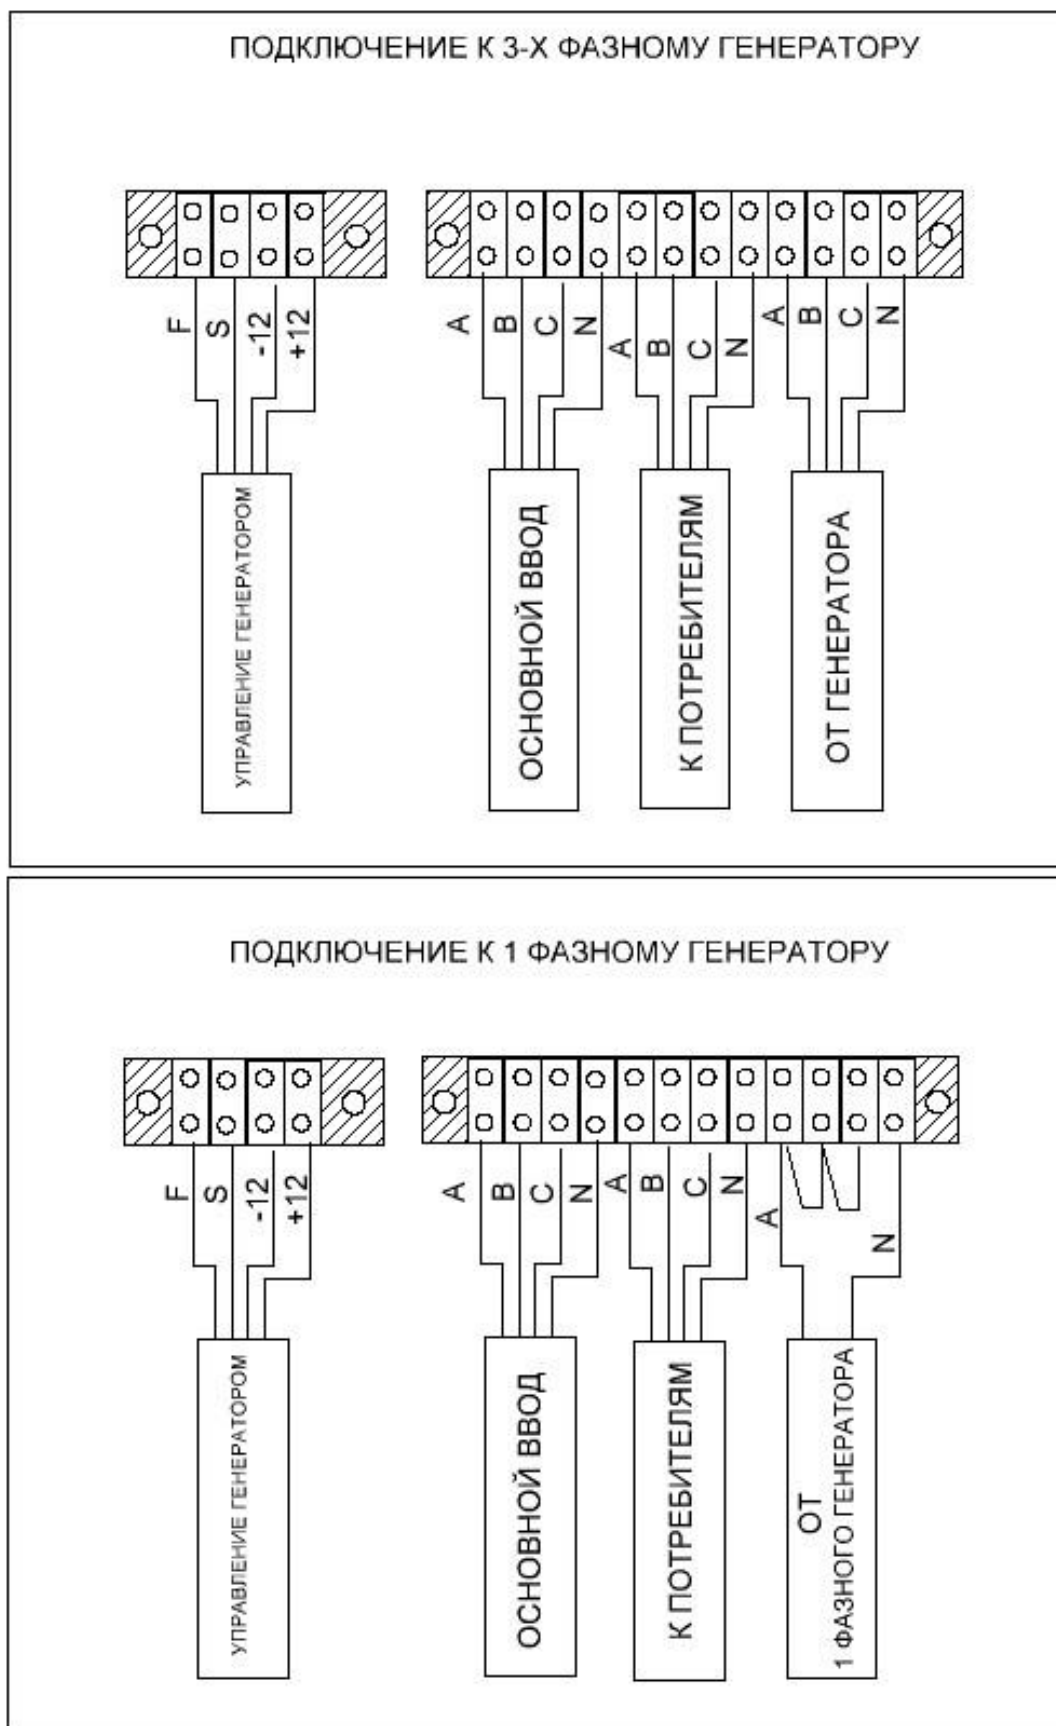 ПОДКЛЮЧЕНИЕ К 3-Х ФАЗНОМУ ГЕНЕРАТОРУ
F
S
-12
+12
A
B
C
N
A
B
C
N
A
B
C
N
УПРАВЛЕНИЕ ГЕНЕРАТОРОМ
ОСНОВНОЙ ВВОД
К ПОТРЕБИТЕЛЯМ
ОТ ГЕНЕРАТОРА
ПОДКЛЮЧЕНИЕ К 1 ФАЗНОМУ ГЕНЕРАТОРУ
F
S
-12
+12
A
B
C
N
A
B
C
N
A
N
УПРАВЛЕНИЕ ГЕНЕРАТОРОМ
ОСНОВНОЙ ВВОД
К ПОТРЕБИТЕЛЯМ
ОТ
1 ФАЗНОГО ГЕНЕРАТОРА